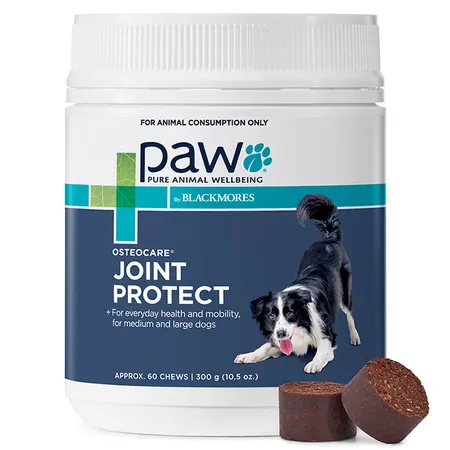 FOR ANIMAL CONSUMPTION ONLY
paw
PURE ANIMAL WELLBEING
By BLACKMORES
OSTEOCARE®
JOINT
PROTECT
+ For everyday health and mobility,
for medium and large dogs
APPROX. 60 CHEWS | 300 g (10.5 oz.)